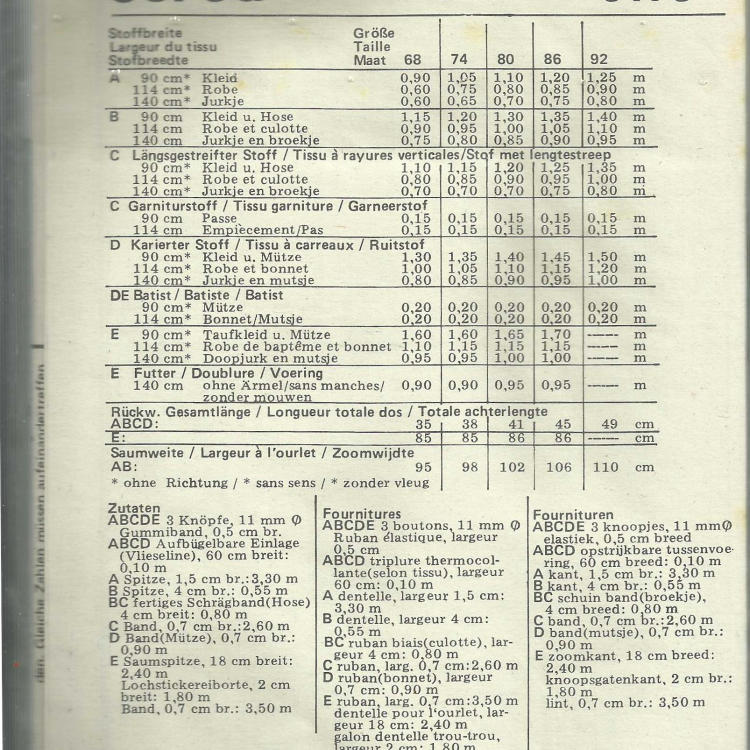 Stoffbreite Größe
Largeur du tissu Taille
Stofbreedte Maat 68 74 80 86 92
A 90 cm* Kleid 0,90 1,05 1,10 1,20 1,25 m
114 cm* Robe 0,60 0,75 0,80 0,85 0,90 m
140 cm* Jurkje 0,60 0,65 0,70 0,75 0,80 m
B 90 cm Kleid u. Hose 1,15 1,20 1,30 1,35 1,40 m
114 cm Robe et culotte 0,90 0,95 1,00 1,05 1,10 m
140 cm Jurkje en broekje 0,75 0,80 0,85 0,90 0,95 m
C Längsgestreifter Stoff / Tissu à rayures verticales/Stof met lengtestreep
90 cm* Kleid u. Hose 1,10 1,15 1,20 1,25 1,35 m
114 cm* Robe et culotte 0,80 0,85 0,90 0,95 1,00 m
140 cm* Jurkje en broekje 0,70 0,70 0,70 0,75 0,80 m
C Garniturstoff / Tissu garniture / Garneerstof
90 cm Passe 0,15 0,15 0,15 0,15 0,15 m
114 cm Empiècement/Pas 0,15 0,15 0,15 0,15 0,15 m
D Karierter Stoff / Tissu à carreaux / Ruitstof
90 cm* Kleid u. Mütze 1,30 1,35 1,40 1,45 1,50 m
114 cm* Robe et bonnet 1,00 1,05 1,10 1,15 1,20 m
140 cm* Jurkje en mutsje 0,80 0,85 0,90 0,95 1,00 m
DE Batist / Batiste / Batist
90 cm* Mütze 0,20 0,20 0,20 0,20 0,20 m
114 cm* Bonnet/Mutsje 0,20 0,20 0,20 0,20 0,20 m
E 90 cm* Taufkleid u. Mütze 1,60 1,60 1,65 1,70 ------ m
114 cm* Robe de baptême et bonnet 1,10 1,15 1,15 1,15 ------ m
140 cm* Doopjurk en mutsje 0,95 0,95 1,00 1,00 ------ m
E Futter / Doublure / Voering
140 cm ohne Ärmel/sans manches/ 0,90 0,90 0,95 0,95 ------ m
zonder mouwen
Rückw. Gesamtlänge / Longueur totale dos / Totale achterlengte
ABCD: 35 38 41 45 49 cm
E: 85 85 86 86 ------ cm
Saumweite / Largeur à l'ourlet / Zoomwijdte
AB: 95 98 102 106 110 cm
* ohne Richtung / * sans sens / * zonder vleug
Zutaten
ABCDE 3 Knöpfe, 11 mm Ø
Gummiband, 0,5 cm br.
ABCD Aufbügelbare Einlage
(Vlieseline), 60 cm breit:
0,10 m
A Spitze, 1,5 cm br.:3,30 m
B Spitze, 4 cm br.: 0,55 m
BC fertiges Schrägband(Hose)
4 cm breit: 0,80 m
C Band, 0,7 cm br.:2,60 m
D Band(Mütze), 0,7 cm br.:
0,90 m
E Saumspitze, 18 cm breit:
2,40 m
Lochstickereiborte, 2 cm
breit: 1,80 m
Band, 0,7 cm br.: 3,50 m
Fournitures
ABCDE 3 boutons, 11 mm Ø
Ruban élastique, largeur
0,5 cm
ABCD triplure thermocol-
lante(selon tissu), largeur
60 cm: 0,10 m
A dentelle, largeur 1,5 cm:
3,30 m
B dentelle, largeur 4 cm:
0,55 m
BC ruban biais(culotte), lar-
geur 4 cm: 0,80 m
C ruban, larg. 0,7 cm:2,60 m
D ruban(bonnet), largeur
0,7 cm: 0,90 m
E ruban, larg. 0,7 cm:3,50 m
dentelle pour l'ourlet, lar-
geur 18 cm: 2,40 m
galon dentelle trou-trou,
largeur 2 cm: 1,80 m
Fournituren
ABCDE 3 knoopjes, 11 mmØ
elastiek, 0,5 cm breed
ABCD opstrijkbare tussenvoe-
ring, 60 cm breed: 0,10 m
A kant, 1,5 cm br.: 3,30 m
B kant, 4 cm br.: 0,55 m
BC schuin band(broekje),
4 cm breed: 0,80 m
C band, 0,7 cm br.: 2,60 m
D band(mutsje), 0,7 cm br.:
0,90 m
E zoomkant, 18 cm breed:
2,40 m
knoopsgatenkant, 2 cm br.:
1,80 m
lint, 0,7 cm br.: 3,50 m
den. Gleiche Zahlen müssen aufeinandertreffen